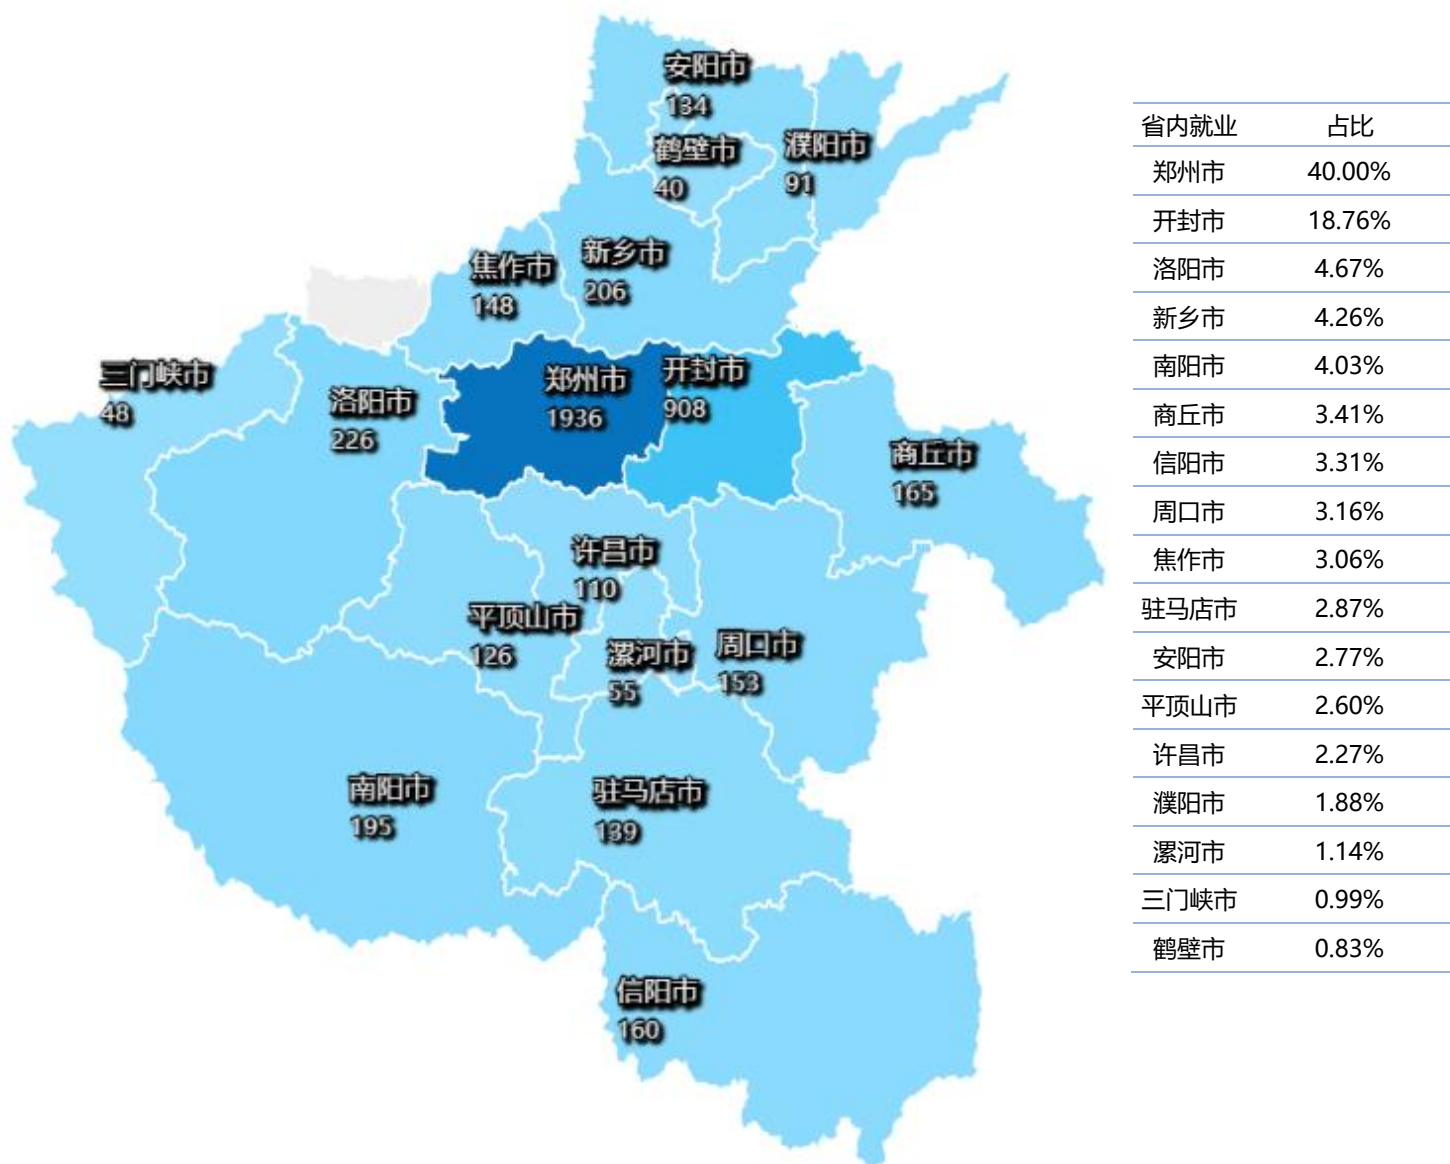 安阳市
134
鹤壁市
40
濮阳市
91
焦作市
148
新乡市
206
三门峡市
48
洛阳市
226
郑州市
1936
开封市
908
商丘市
165
许昌市
110
平顶山市
126
漯河市
55
周口市
153
南阳市
195
驻马店市
139
信阳市
160
省内就业 占比
郑州市 40.00%
开封市 18.76%
洛阳市 4.67%
新乡市 4.26%
南阳市 4.03%
商丘市 3.41%
信阳市 3.31%
周口市 3.16%
焦作市 3.06%
驻马店市 2.87%
安阳市 2.77%
平顶山市 2.60%
许昌市 2.27%
濮阳市 1.88%
漯河市 1.14%
三门峡市 0.99%
鹤壁市 0.83%